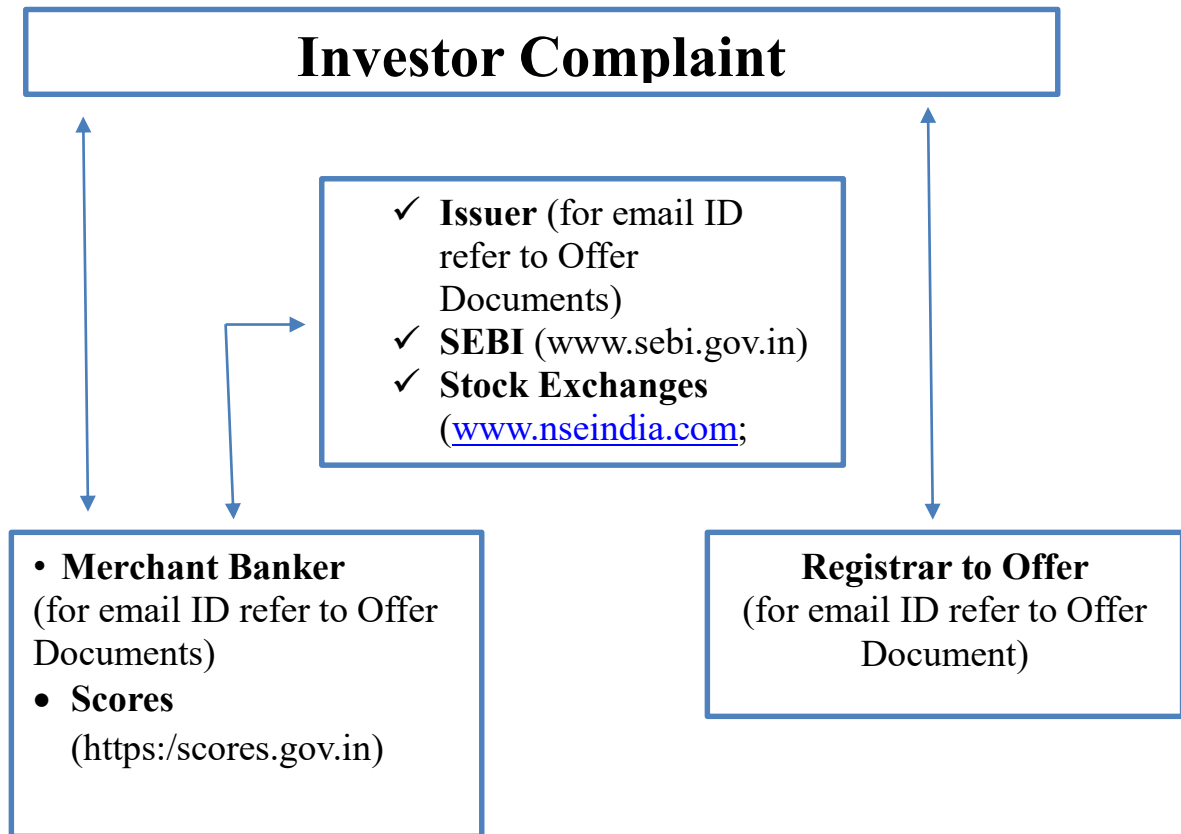 Investor Complaint
✓ Issuer (for email ID
refer to Offer
Documents)
✓ SEBI (www.sebi.gov.in)
✓ Stock Exchanges
(www.nseindia.com;
• Merchant Banker
(for email ID refer to Offer
Documents)
• Scores
(https:/scores.gov.in)
Registrar to Offer
(for email ID refer to Offer
Document)